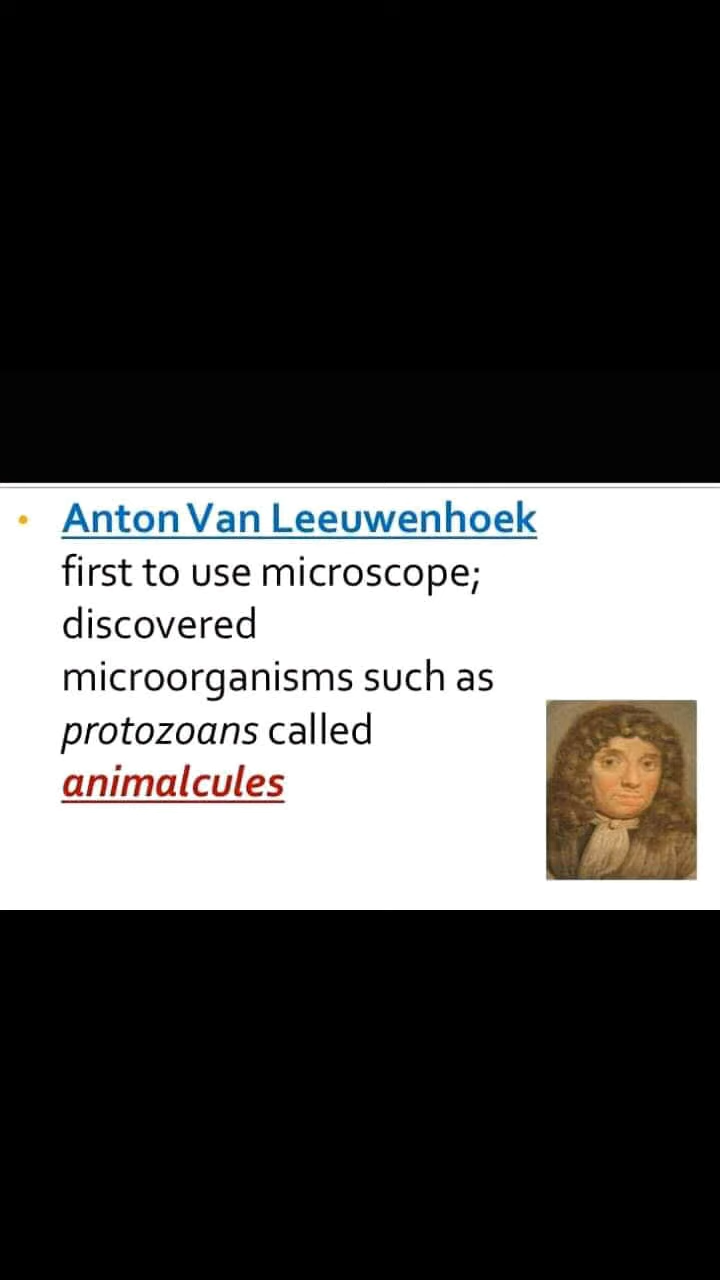 • Anton Van Leeuwenhoek
first to use microscope;
discovered
microorganisms such as
protozoans called
animalcules